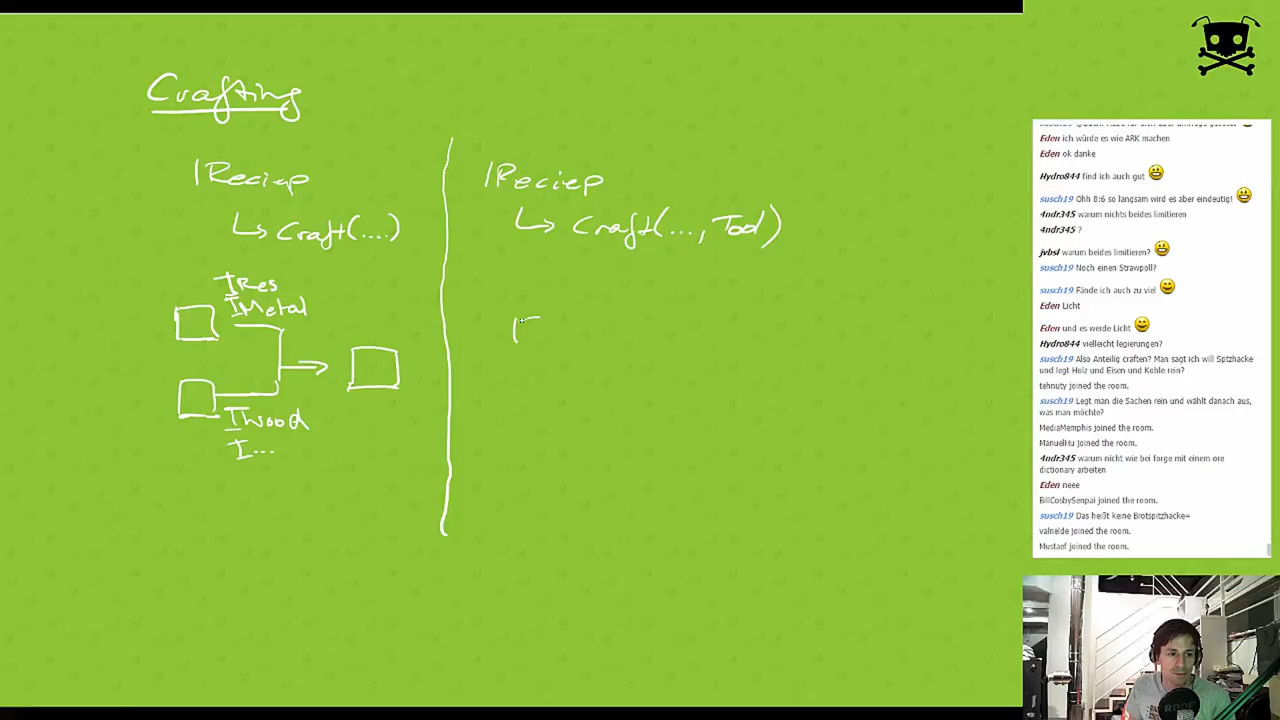 Crafting
IReciep
Craft(....)
IRes
IMetal
IWood
I...
IReciep
Craft(..., Tool)
Eden ich würde es wie ARK machen
Eden ok danke
Hydro844 find ich auch gut
susch19 Ohh 8:6 so langsam wird es aber eindeutig!
4ndr345 warum nichts beides limitieren
4ndr345 ?
jvbsl warum beides limitieren?
susch19 Noch einen Strawpoll?
susch19 Fände ich auch zu viel
Eden Licht
Eden und es werde Licht
Hydro844 vielleicht legierungen?
susch19 Also Anteilig craften? Man sagt ich will Sptzhacke
und legt Holz und Eisen und Kohle rein?
tehnuty joined the room.
susch19 Legt man die Sachen rein und wählt danach aus,
was man möchte?
MediaMemphis joined the room.
ManuelHu joined the room.
4ndr345 warum nicht wie bei forge mit einem ore
dictionary arbeiten
Eden neee
BillCosbySenpai joined the room.
susch19 Das heißt keine Brotspitzhacke=
valnelde joined the room.
Mustaef joined the room.